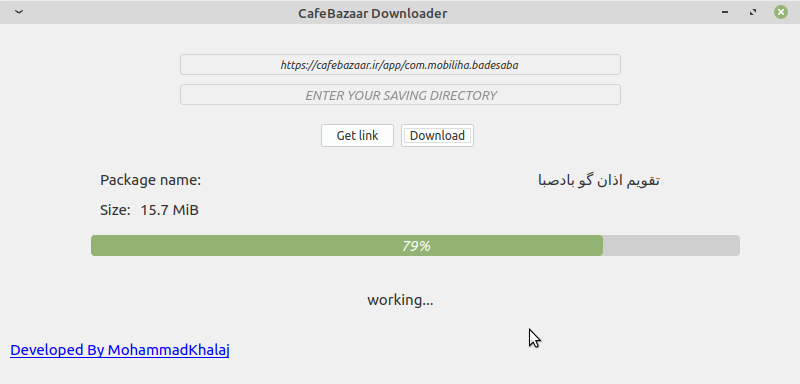 CafeBazaar Downloader
https://cafebazaar.ir/app/com.mobiliha.badesaba
ENTER YOUR SAVING DIRECTORY
Get link Download
Package name: تقویم اذان گو بادصبا
Size: 15.7 MiB
79%
working...
Developed By MohammadKhalaj